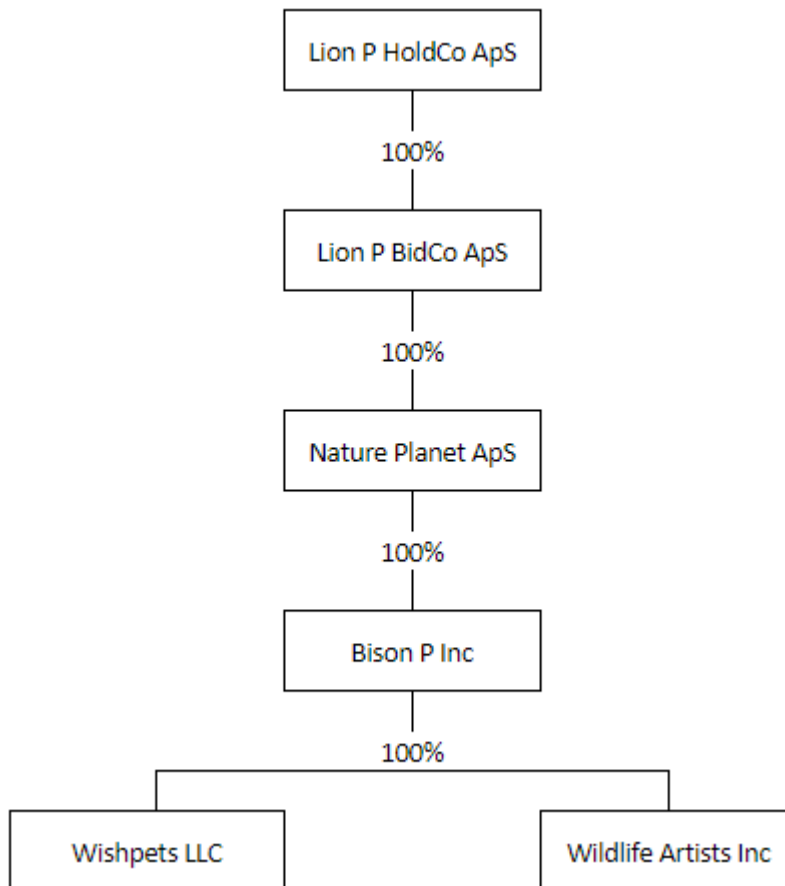 Lion P HoldCo ApS
100%
Lion P BidCo ApS
100%
Nature Planet ApS
100%
Bison P Inc
100%
Wishpets LLC
Wildlife Artists Inc